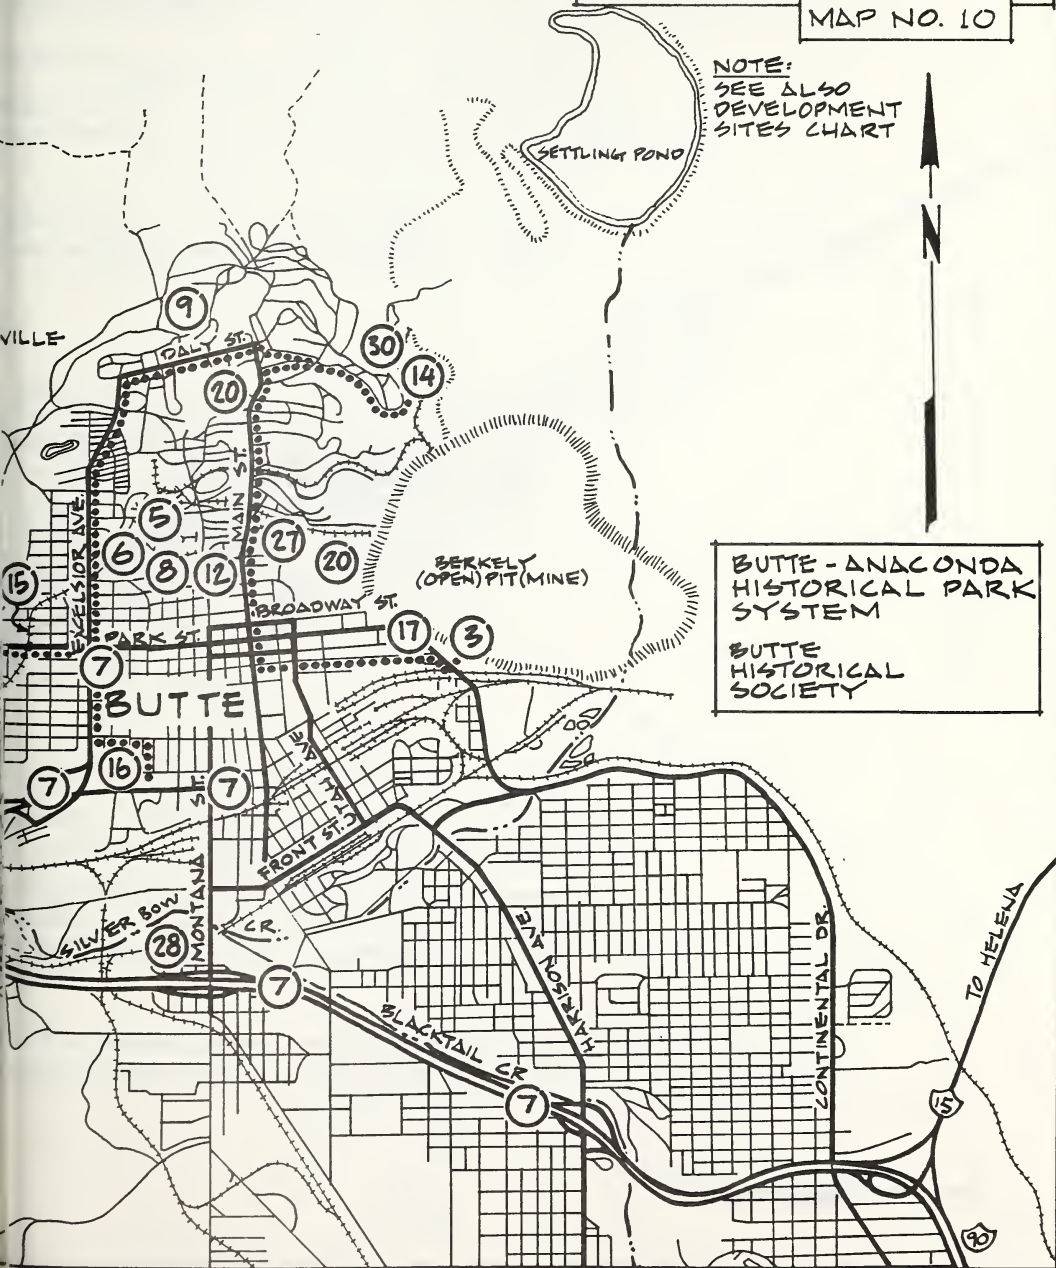 MAP NO. 10
NOTE:
SEE ALSO
DEVELOPMENT
SITES CHART
SETTLING POND
N
9
VILLE
DALY ST.
30
14
20
MAIN ST.
EXCELSIOR AVE.
5
6
8
12
27
20
15
BERKELY
(OPEN) PIT (MINE)
BUTTE - ANACONDA
HISTORICAL PARK
SYSTEM
BUTTE
HISTORICAL
SOCIETY
BROADWAY ST.
PARK ST.
17
3
7
BUTTE
16
7
7
MONTANA ST.
FRONT ST.
HARRISON AVE.
CONTINENTAL DR.
TO HELENA
SILVER BOW
CR.
28
7
BLACKTAIL CR
7
15
90